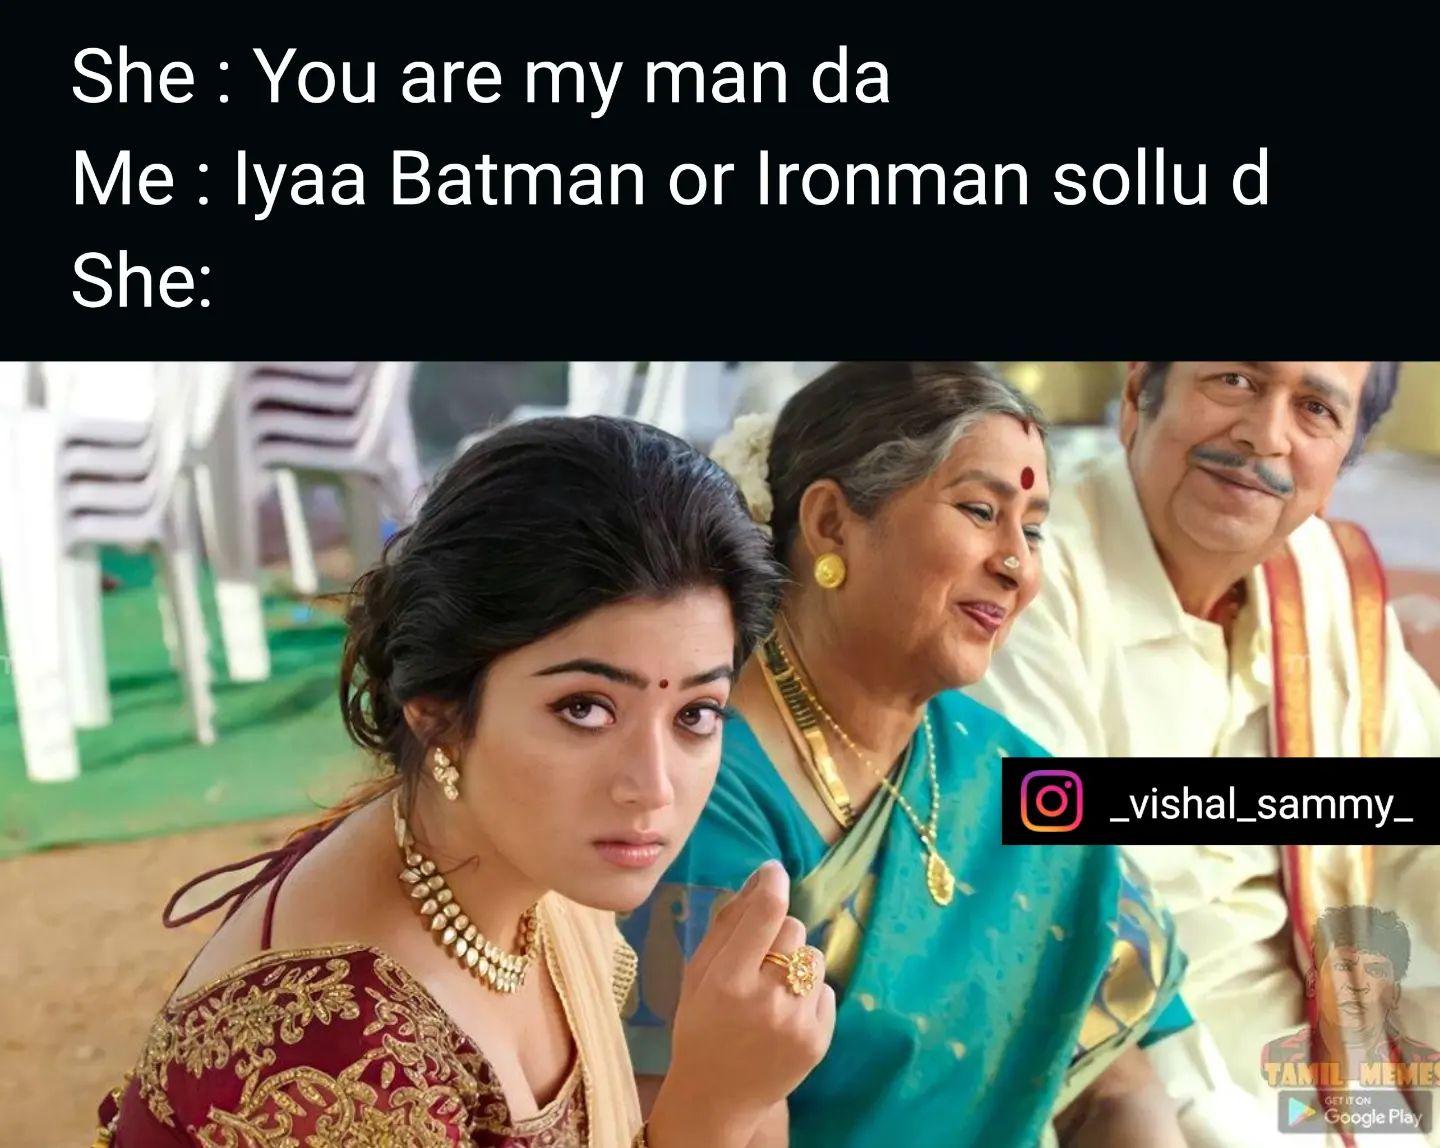 She : You are my man da
Me : Iyaa Batman or Ironman sollu d
She:
_vishal_sammy_
TAMIL MEMES
GET IT ON
Google Play